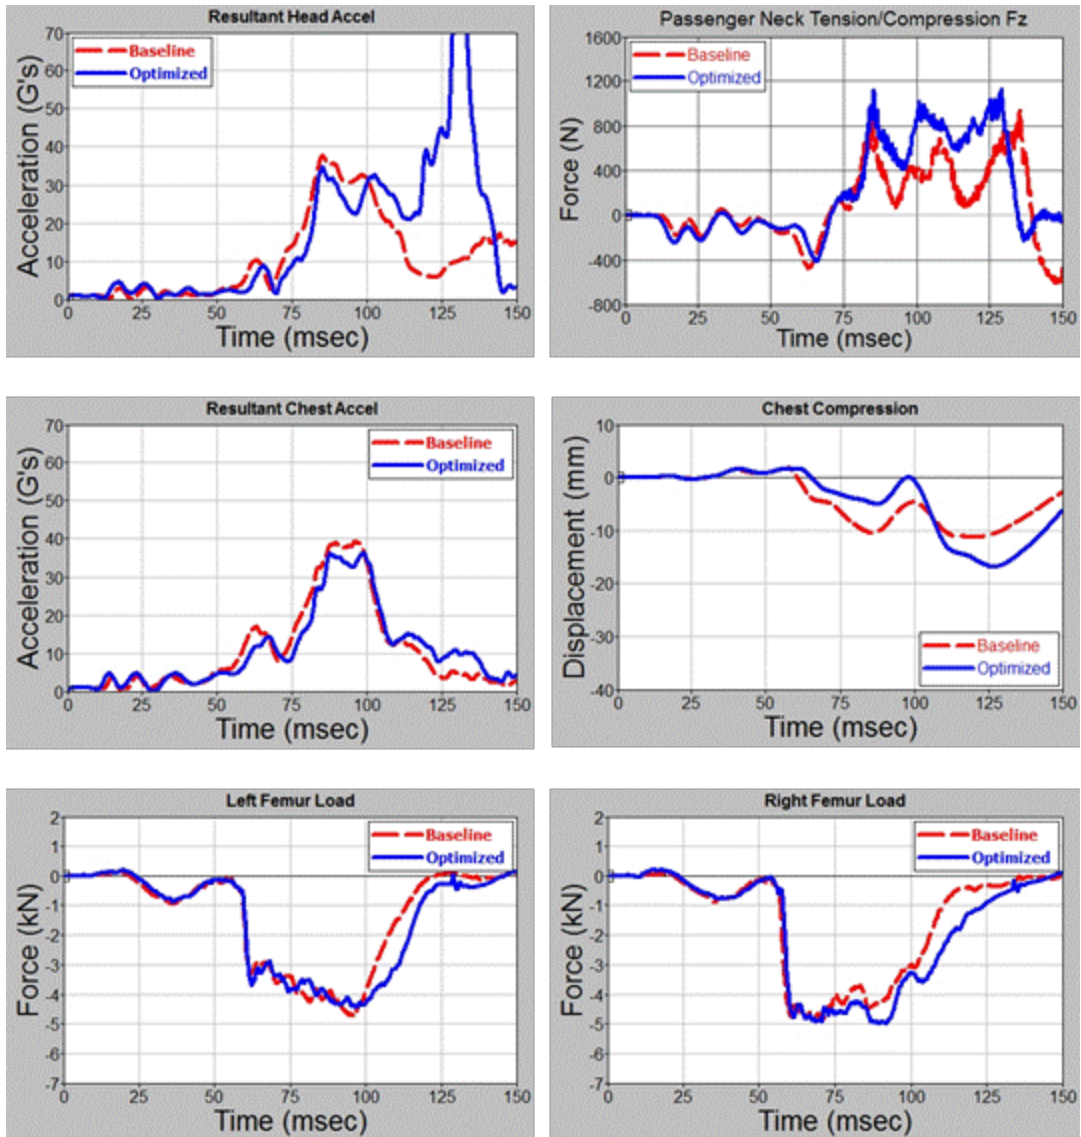 Resultant Head Accel
Baseline
Optimized
Acceleration (G's)
70
60
50
40
30
20
10
0
0 25 50 75 100 125 150
Time (msec)
Passenger Neck Tension/Compression Fz
Baseline
Optimized
Force (N)
1600
1200
800
400
0
-400
-800
0 25 50 75 100 125 150
Time (msec)
Resultant Chest Accel
Baseline
Optimized
Acceleration (G's)
70
60
50
40
30
20
10
0
0 25 50 75 100 125 150
Time (msec)
Chest Compression
Displacement (mm)
10
0
-10
-20
-30
-40
Baseline
Optimized
0 25 50 75 100 125 150
Time (msec)
Left Femur Load
Baseline
Optimized
Force (kN)
2
1
0
-1
-2
-3
-4
-5
-6
-7
0 25 50 75 100 125 150
Time (msec)
Right Femur Load
Baseline
Optimized
Force (kN)
2
1
0
-1
-2
-3
-4
-5
-6
-7
0 25 50 75 100 125 150
Time (msec)